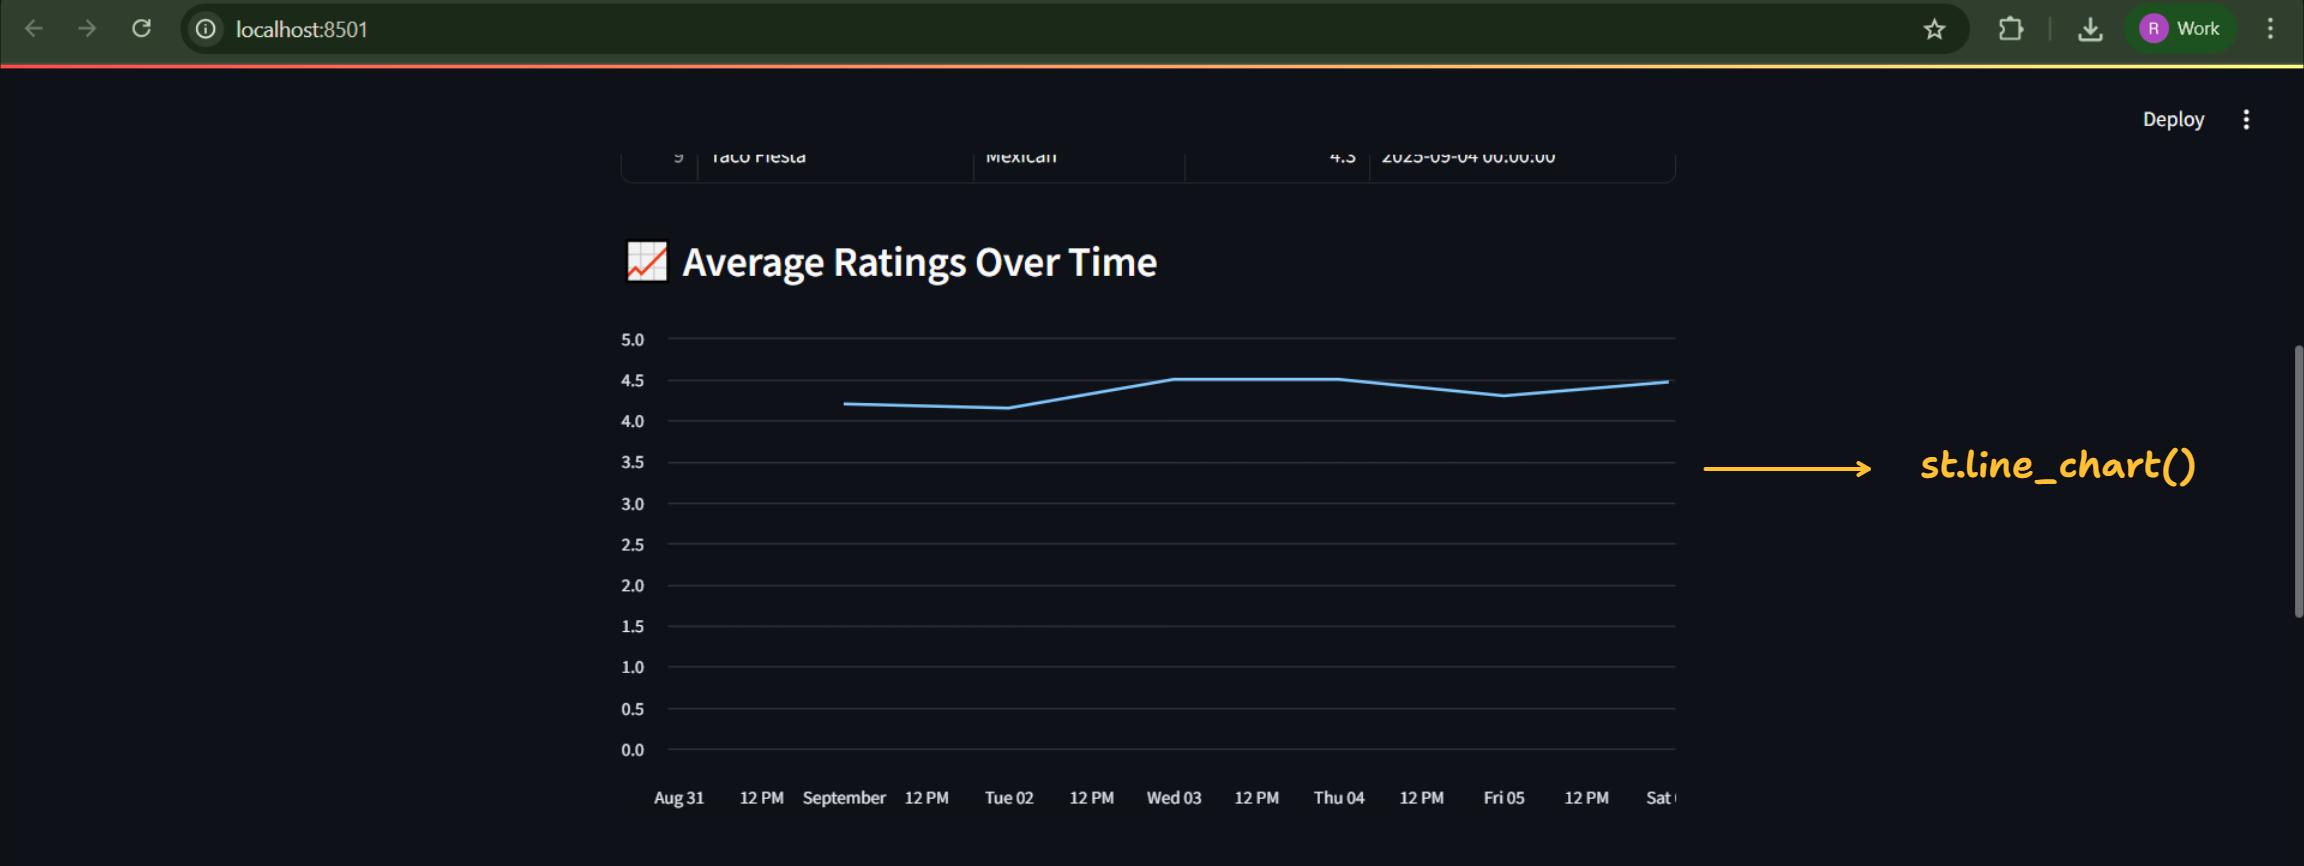 localhost:8501
R Work
Deploy
9 Taco Fiesta Mexican 4.3 2025-09-04 00:00:00
📈 Average Ratings Over Time
5.0
4.5
4.0
3.5
st.line_chart()
3.0
2.5
2.0
1.5
1.0
0.5
0.0
Aug 31 12 PM September 12 PM Tue 02 12 PM Wed 03 12 PM Thu 04 12 PM Fri 05 12 PM Sat